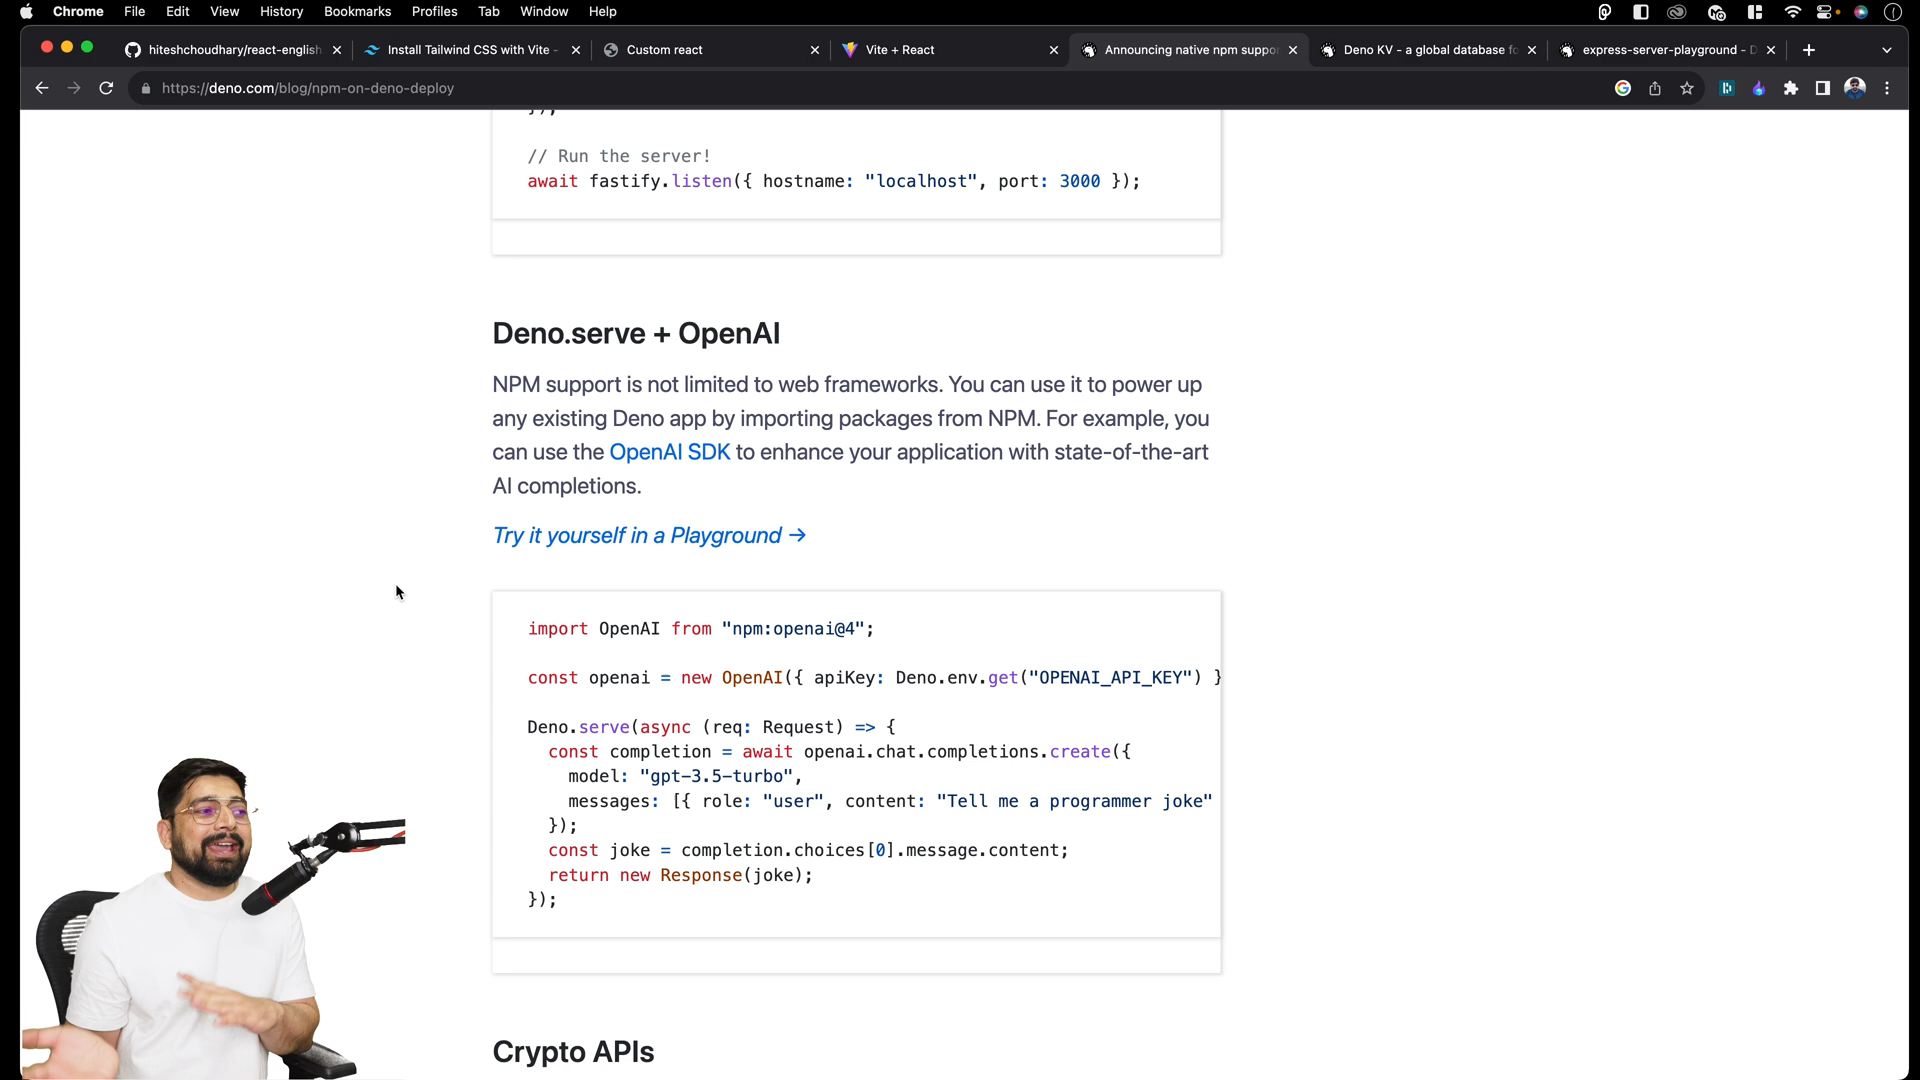 Chrome File Edit View History Bookmarks Profiles Tab Window Help
hiteshchoudhary/react-english
Install Tailwind CSS with Vite -
Custom react
Vite + React
Announcing native npm suppo
Deno KV - a global database fo
express-server-playground - D
https://deno.com/blog/npm-on-deno-deploy
});
// Run the server!
await fastify.listen({ hostname: "localhost", port: 3000 });
Deno.serve + OpenAI
NPM support is not limited to web frameworks. You can use it to power up
any existing Deno app by importing packages from NPM. For example, you
can use the OpenAI SDK to enhance your application with state-of-the-art
AI completions.
Try it yourself in a Playground →
import OpenAI from "npm:openai@4";
const openai = new OpenAI({ apiKey: Deno.env.get("OPENAI_API_KEY") }
Deno.serve(async (req: Request) => {
const completion = await openai.chat.completions.create({
model: "gpt-3.5-turbo",
messages: [{ role: "user", content: "Tell me a programmer joke"
});
const joke = completion.choices[0].message.content;
return new Response(joke);
});
Crypto APIs